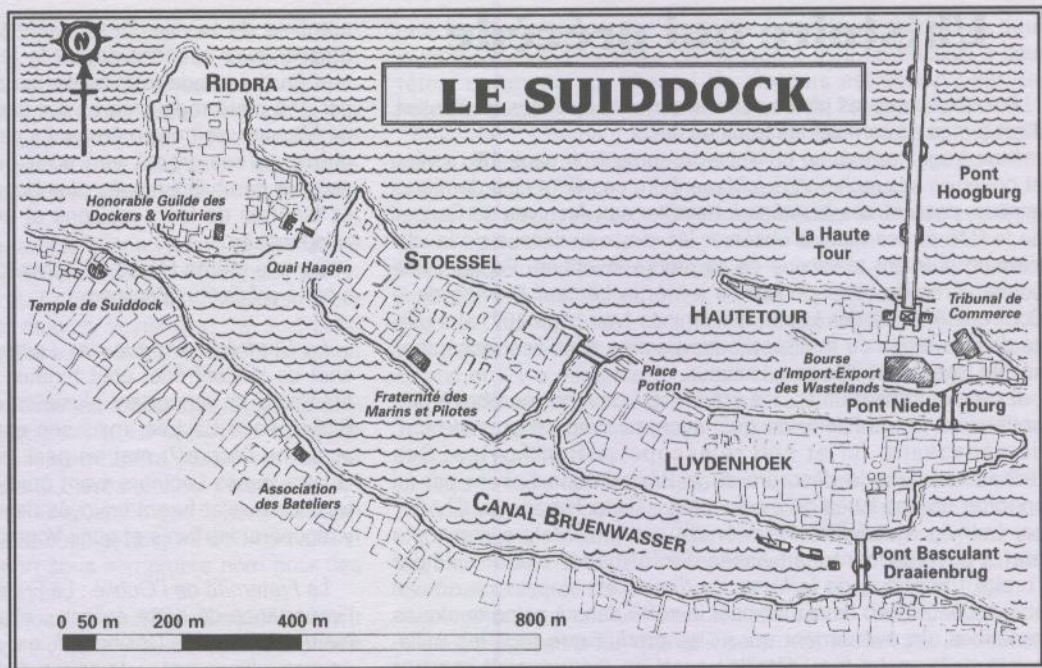 N
LE SUIDDOCK
RIDDRA
Honorable Guilde des
Dockers & Voituriers
Quai Haagen
STOESSEL
Temple de Suiddock
Fraternité des
Marins et Pilotes
Association
des Bateliers
Pont
Hoogburg
La Haute
Tour
HAUTETOUR
Tribunal de
Commerce
Bourse
d'Import-Export
des Wastelands
Place
Potion
Pont Niederburg
LUYDENHOEK
CANAL BRUENWASSER
Pont Basculant
Draaienbrug
0 50 m 200 m 400 m 800 m